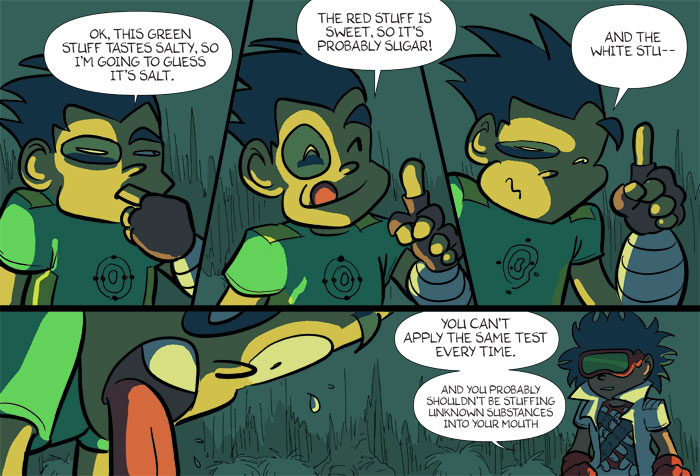 OK, THIS GREEN
STUFF TASTES SALTY, SO
I'M GOING TO GUESS
IT'S SALT.
THE RED STUFF IS
SWEET, SO IT'S
PROBABLY SUGAR!
AND THE
WHITE STU--
YOU CAN'T
APPLY THE SAME TEST
EVERY TIME.
AND YOU PROBABLY
SHOULDN'T BE STUFFING
UNKNOWN SUBSTANCES
INTO YOUR MOUTH